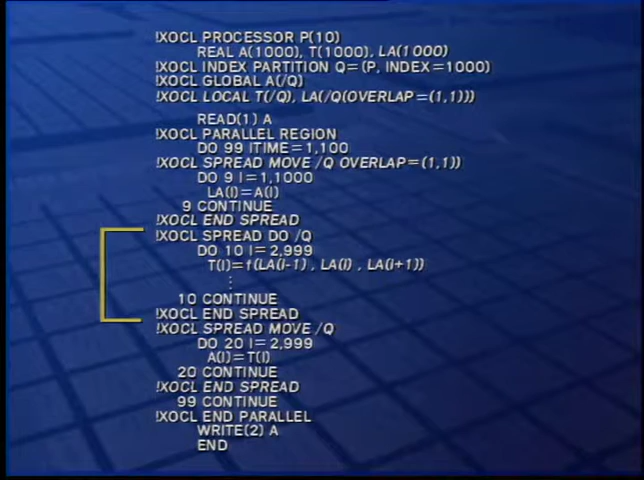 !XOCL PROCESSOR P(10)
REAL A(1000), T(1000), LA(1000)
!XOCL INDEX PARTITION Q=(P, INDEX=1000)
!XOCL GLOBAL A(/Q)
!XOCL LOCAL T(/Q), LA(/Q(OVERLAP=(1,1)))
READ(1) A
!XOCL PARALLEL REGION
DO 99 ITIME=1,100
!XOCL SPREAD MOVE /Q OVERLAP=(1,1))
DO 9 I=1,1000
LA(I)=A(I)
9 CONTINUE
!XOCL END SPREAD
!XOCL SPREAD DO /Q
DO 10 I=2,999
T(I)=f(LA(I-1) , LA(I) , LA(I+1))
⋮
10 CONTINUE
!XOCL END SPREAD
!XOCL SPREAD MOVE /Q
DO 20 I=2,999
A(I)=T(I)
20 CONTINUE
!XOCL END SPREAD
99 CONTINUE
!XOCL END PARALLEL
WRITE(2) A
END